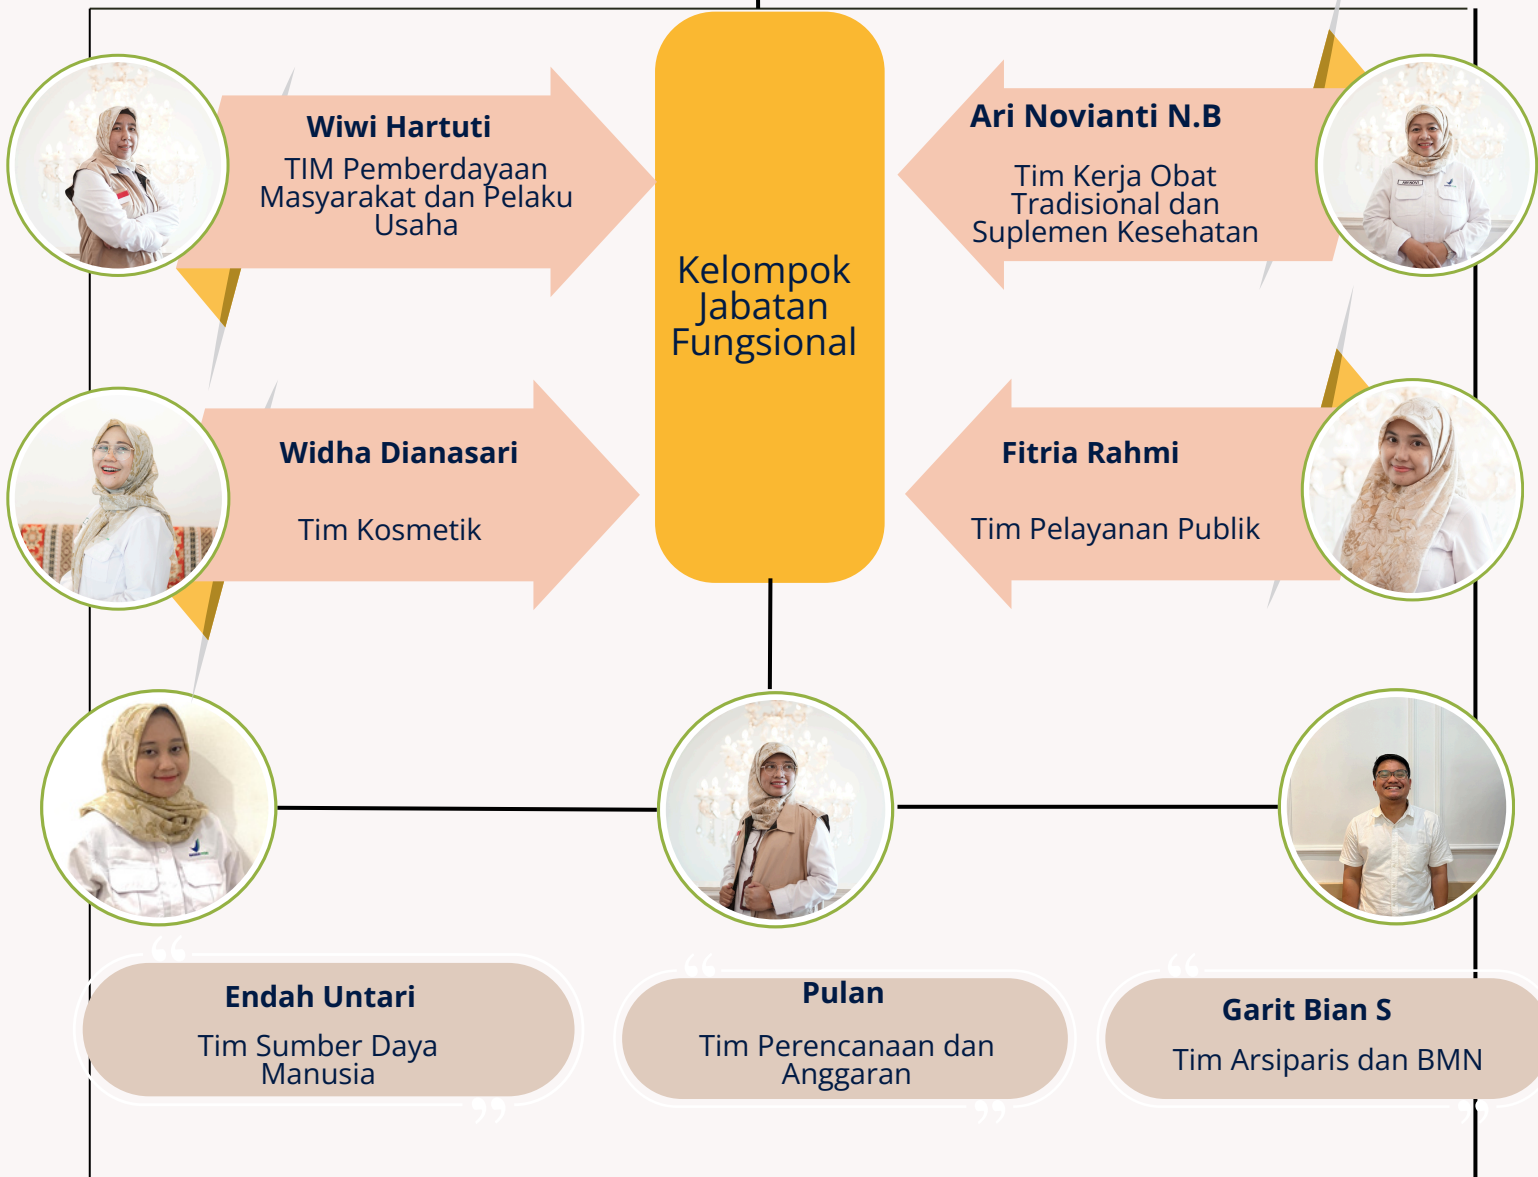 Wiwi Hartuti
TIM Pemberdayaan
Masyarakat dan Pelaku
Usaha
Ari Novianti N.B
Tim Kerja Obat
Tradisional dan
Suplemen Kesehatan
Kelompok
Jabatan
Fungsional
Widha Dianasari
Tim Kosmetik
Fitria Rahmi
Tim Pelayanan Publik
Endah Untari
Tim Sumber Daya
Manusia
Pulan
Tim Perencanaan dan
Anggaran
Garit Bian S
Tim Arsiparis dan BMN